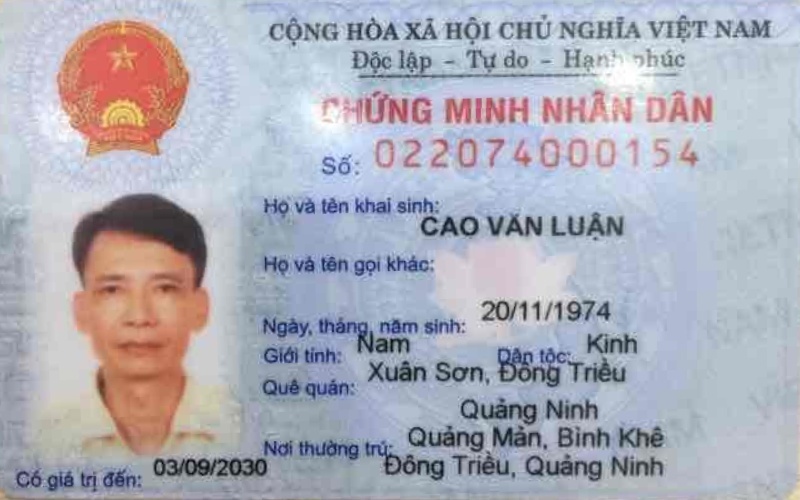 CỘNG HÒA XÃ HỘI CHỦ NGHĨA VIỆT NAM
Độc lập - Tự do - Hạnh phúc
CHỨNG MINH NHÂN DÂN
Số: 022074000154
Họ và tên khai sinh:
CAO VĂN LUẬN
Họ và tên gọi khác:
Ngày, tháng, năm sinh: 20/11/1974
Giới tính: Nam Dân tộc: Kinh
Quê quán: Xuân Sơn, Đông Triều
Quảng Ninh
Nơi thường trú: Quảng Mản, Bình Khê
Đông Triều, Quảng Ninh
Có giá trị đến: 03/09/2030